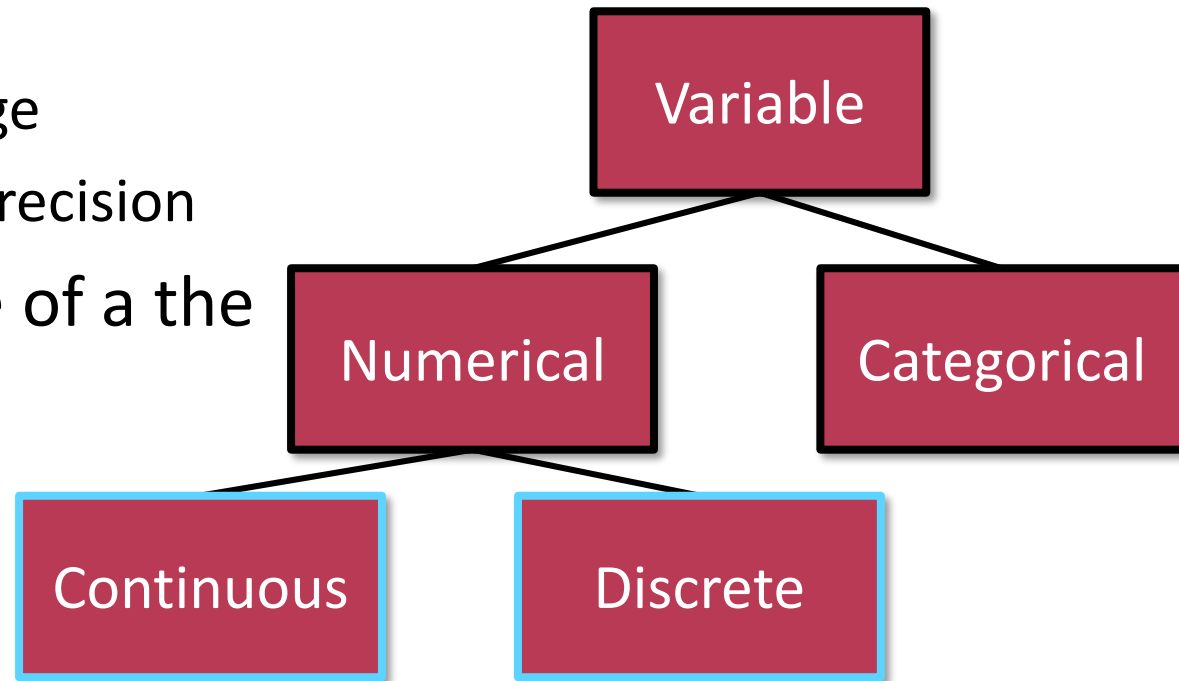 ge
recision
e of a the
Variable
Numerical
Categorical
Continuous
Discrete